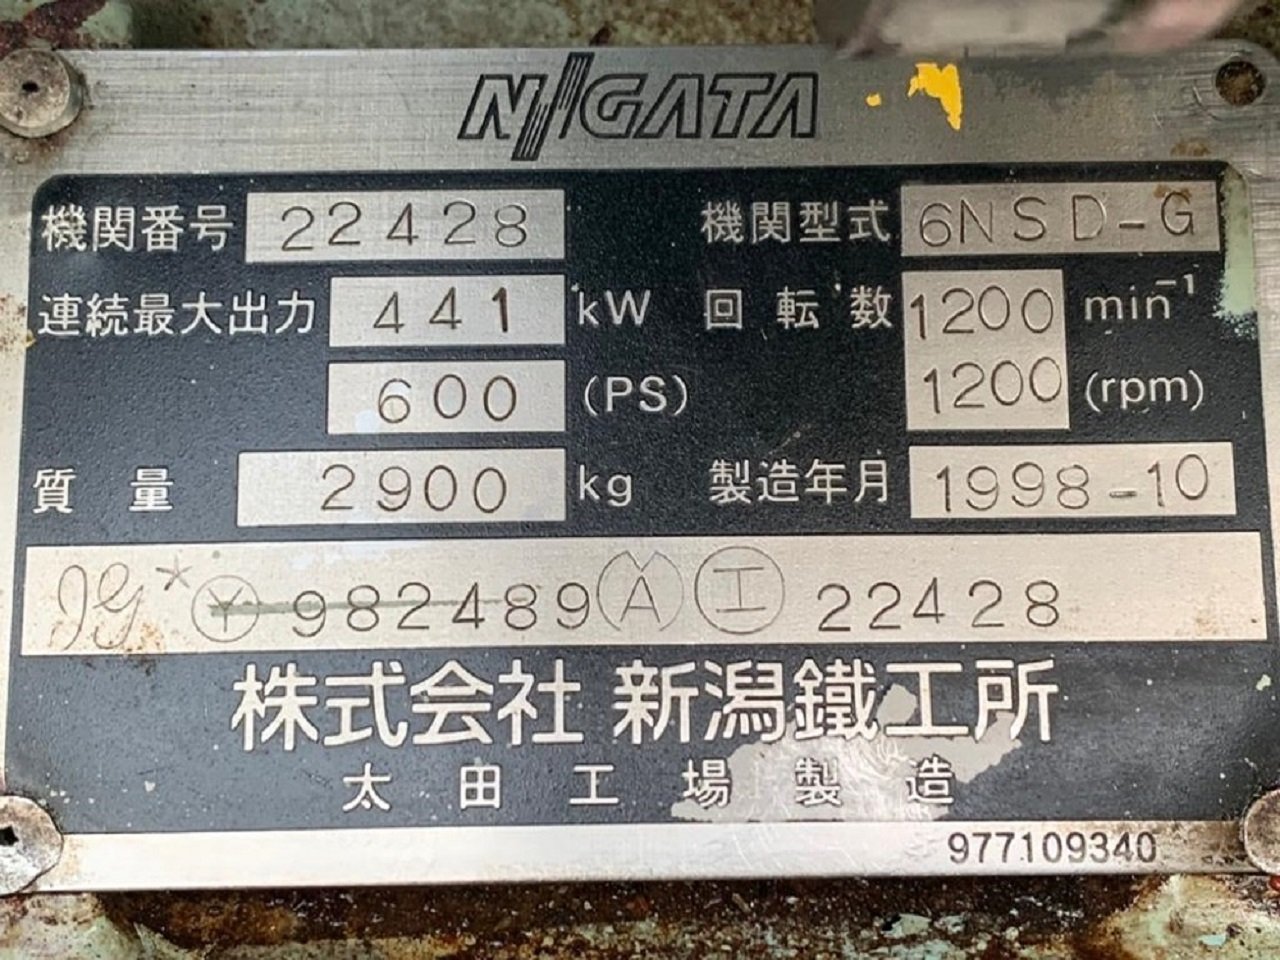 NIIGATA
機関番号 22428 機関型式 6NSD-G
連続最大出力 441 kW 回転数 1200 min⁻¹
600 (PS) 1200 (rpm)
質量 2900 kg 製造年月 1998-10
JG* Ⓨ 982489 Ⓐ Ⓘ 22428
株式会社 新潟鐵工所
太田工場製造
977109340